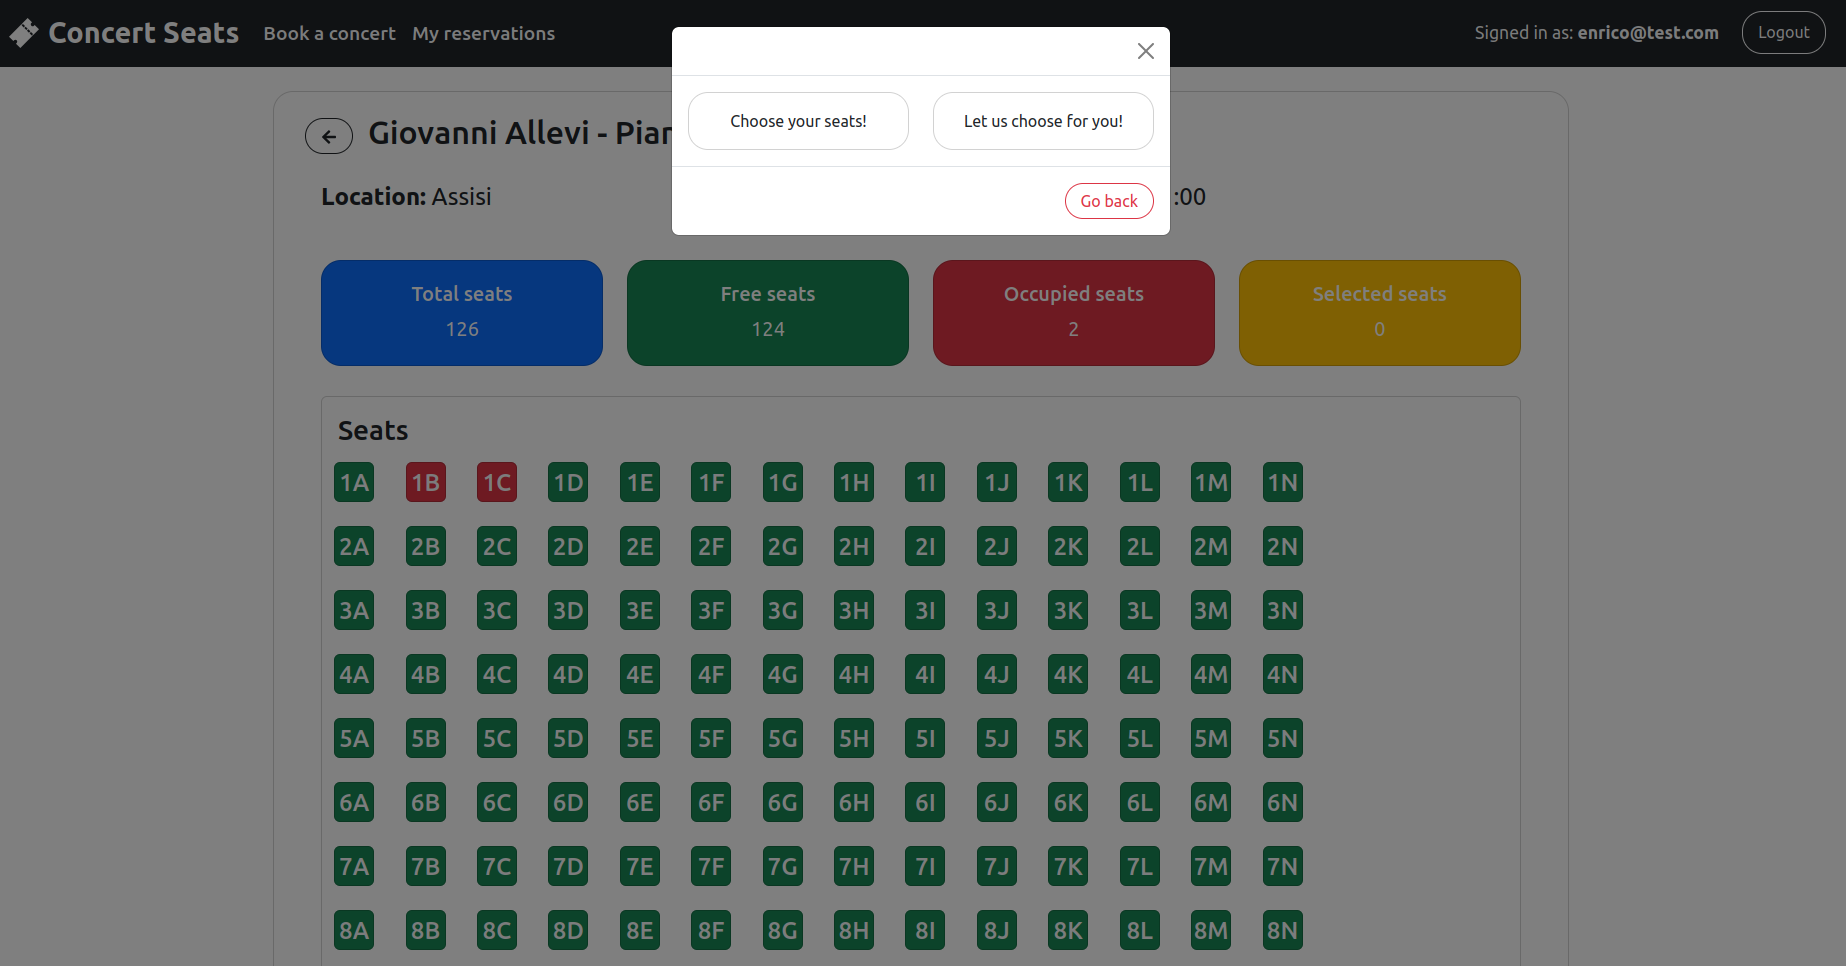 Concert Seats Book a concert My reservations Signed in as: enrico@test.com Logout
Choose your seats! Let us choose for you!
Go back
Giovanni Allevi -
Location: Assisi :00
Total seats Free seats Occupied seats Selected seats
126 124 2 0
Seats
1A 1B 1C 1D 1E 1F 1G 1H 1I 1J 1K 1L 1M 1N
2A 2B 2C 2D 2E 2F 2G 2H 2I 2J 2K 2L 2M 2N
3A 3B 3C 3D 3E 3F 3G 3H 3I 3J 3K 3L 3M 3N
4A 4B 4C 4D 4E 4F 4G 4H 4I 4J 4K 4L 4M 4N
5A 5B 5C 5D 5E 5F 5G 5H 5I 5J 5K 5L 5M 5N
6A 6B 6C 6D 6E 6F 6G 6H 6I 6J 6K 6L 6M 6N
7A 7B 7C 7D 7E 7F 7G 7H 7I 7J 7K 7L 7M 7N
8A 8B 8C 8D 8E 8F 8G 8H 8I 8J 8K 8L 8M 8N